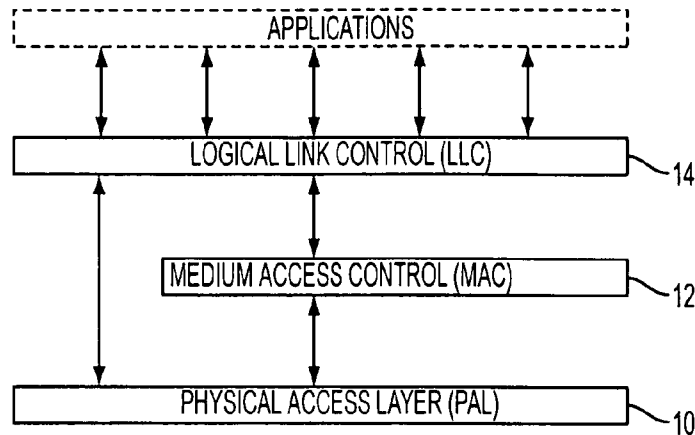 APPLICATIONS
LOGICAL LINK CONTROL (LLC)
14
MEDIUM ACCESS CONTROL (MAC)
12
PHYSICAL ACCESS LAYER (PAL)
10